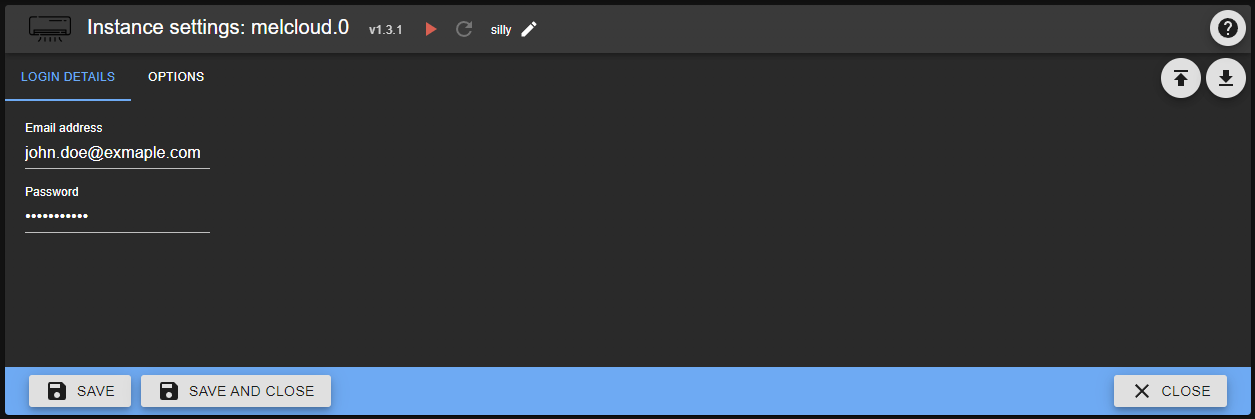 Instance settings: melcloud.0 v1.3.1 silly
LOGIN DETAILS OPTIONS
Email address
john.doe@exmaple.com
Password
•••••••••••
SAVE SAVE AND CLOSE CLOSE